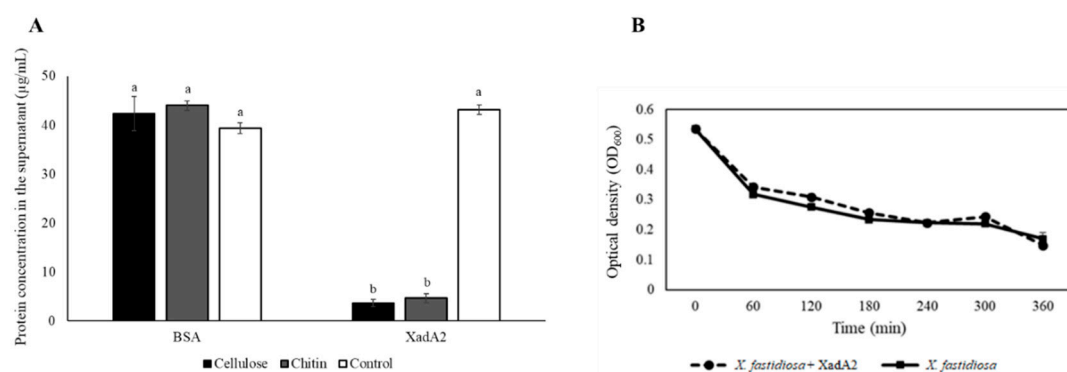 A
Protein concentration in the supernatant (µg/mL)
50
40
30
20
10
0
a
a
a
b
b
a
BSA
XadA2
Cellulose
Chitin
Control
B
Optical density (OD600)
0.6
0.5
0.4
0.3
0.2
0.1
0
0
60
120
180
240
300
360
Time (min)
X. fastidiosa + XadA2
X. fastidiosa